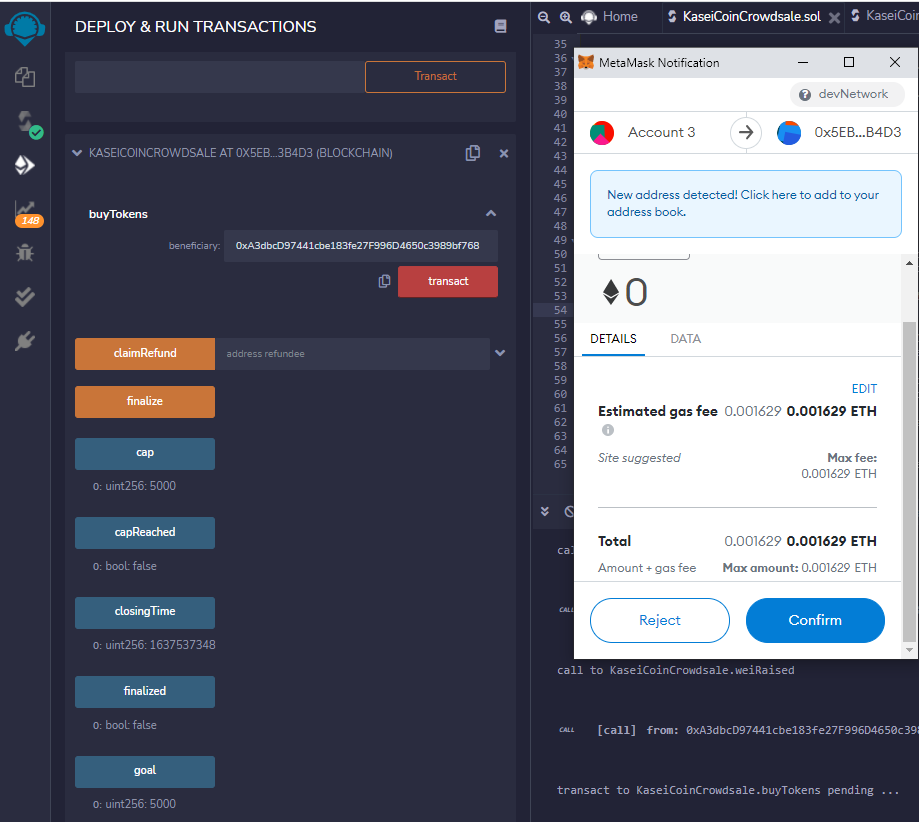 DEPLOY & RUN TRANSACTIONS
Transact
KASEICOINCROWDSALE AT 0X5EB...3B4D3 (BLOCKCHAIN)
buyTokens
beneficiary:
0xA3dbcD97441cbe183fe27F996D4650c3989bf768
transact
claimRefund
address refundee
finalize
cap
0: uint256: 5000
capReached
0: bool: false
closingTime
0: uint256: 1637537348
finalized
0: bool: false
goal
0: uint256: 5000
148
Home
KaseiCoinCrowdsale.sol
KaseiCoin
35
36
37
38
39
40
41
42
43
44
45
46
47
48
49
50
51
52
53
54
55
56
57
58
59
60
61
62
63
64
65
MetaMask Notification
devNetwork
Account 3
0x5EB...B4D3
New address detected! Click here to add to your
address book.
0
DETAILS
DATA
EDIT
Estimated gas fee 0.001629 0.001629 ETH
Site suggested
Max fee:
0.001629 ETH
Total 0.001629 0.001629 ETH
Amount + gas fee Max amount: 0.001629 ETH
Reject
Confirm
cal
CALL
call to KaseiCoinCrowdsale.weiRaised
CALL [call] from: 0xA3dbcD97441cbe183fe27F996D4650c398
transact to KaseiCoinCrowdsale.buyTokens pending ...